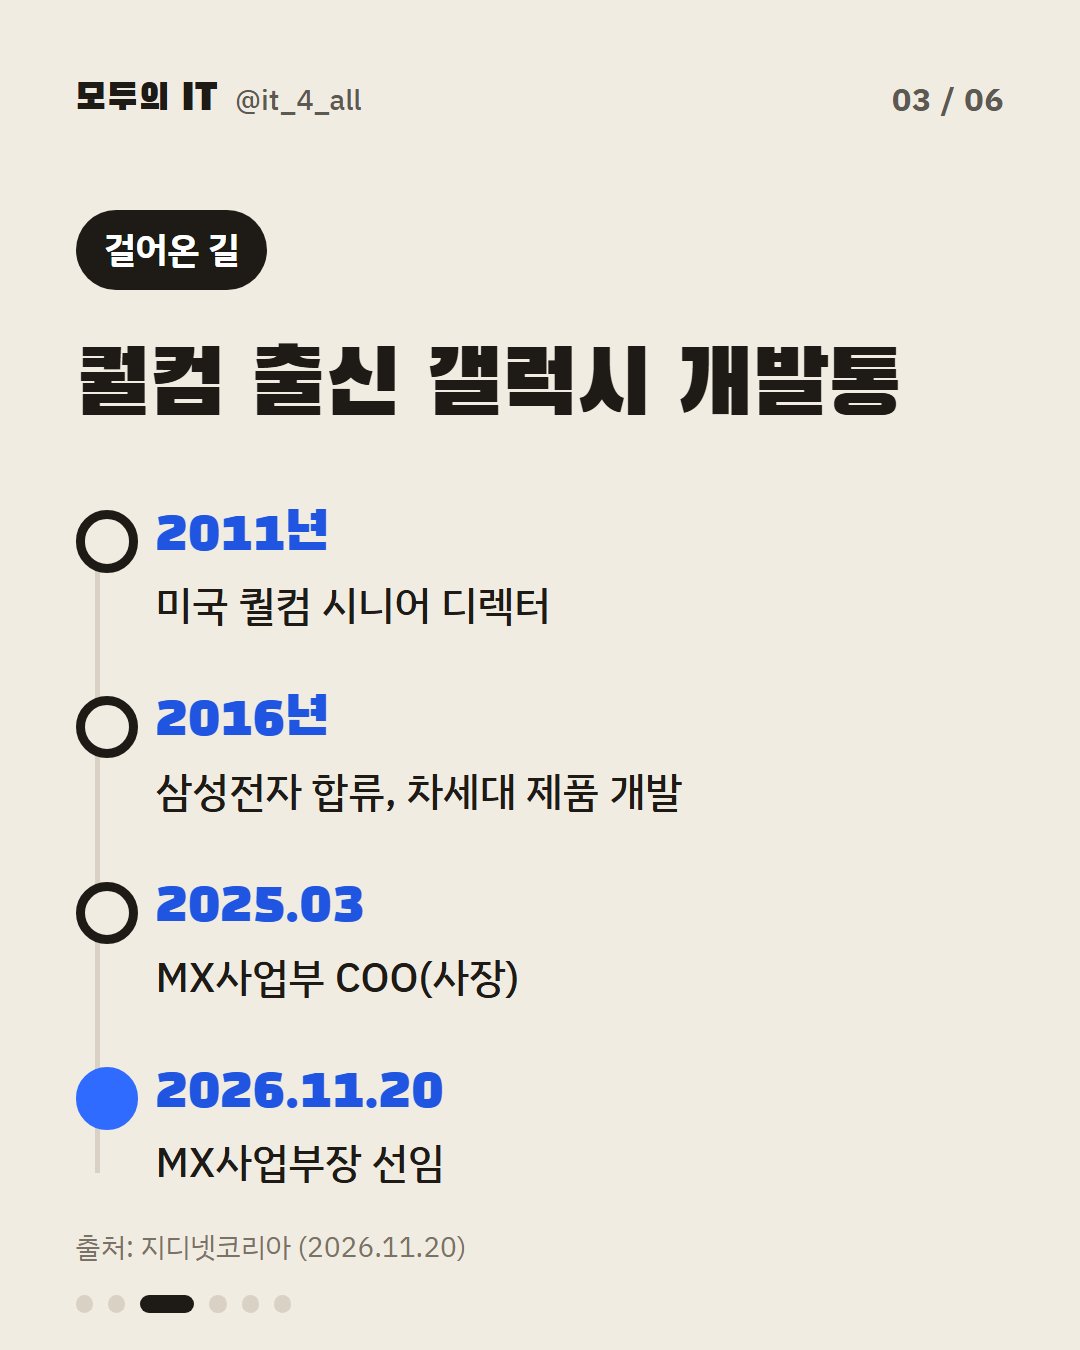 모두의 IT @it_4_all
03 / 06
걸어온 길
퀄컴 출신 갤럭시 개발통
2011년
미국 퀄컴 시니어 디렉터
2016년
삼성전자 합류, 차세대 제품 개발
2025.03
MX사업부 COO(사장)
2026.11.20
MX사업부장 선임
출처: 지디넷코리아 (2026.11.20)